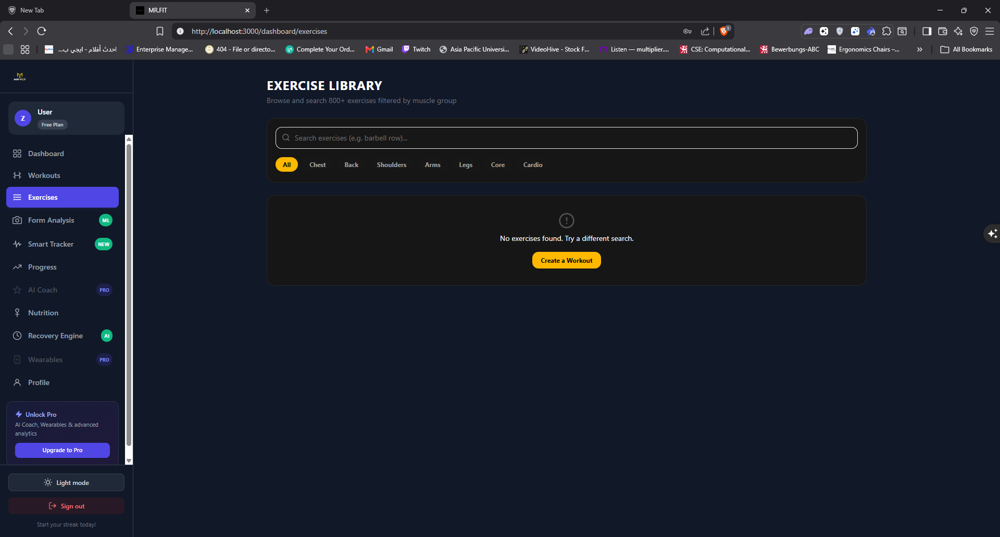 New Tab
MR.FIT
http://localhost:3000/dashboard/exercises
1
احدث أفلام - ايجي ب...
Enterprise Manage...
404 - File or directo...
Complete Your Ord...
Gmail
Twitch
Asia Pacific Universi...
VideoHive - Stock F...
Listen — multiplier....
CSE: Computational...
Bewerbungs-ABC
Ergonomics Chairs –...
All Bookmarks
MR-FIT
Z
User
Free Plan
Dashboard
Workouts
Exercises
Form Analysis ML
Smart Tracker NEW
Progress
AI Coach PRO
Nutrition
Recovery Engine AI
Wearables PRO
Profile
Unlock Pro
AI Coach, Wearables & advanced
analytics
Upgrade to Pro
Light mode
Sign out
Start your streak today!
EXERCISE LIBRARY
Browse and search 800+ exercises filtered by muscle group
Search exercises (e.g. barbell row)...
All Chest Back Shoulders Arms Legs Core Cardio
No exercises found. Try a different search.
Create a Workout